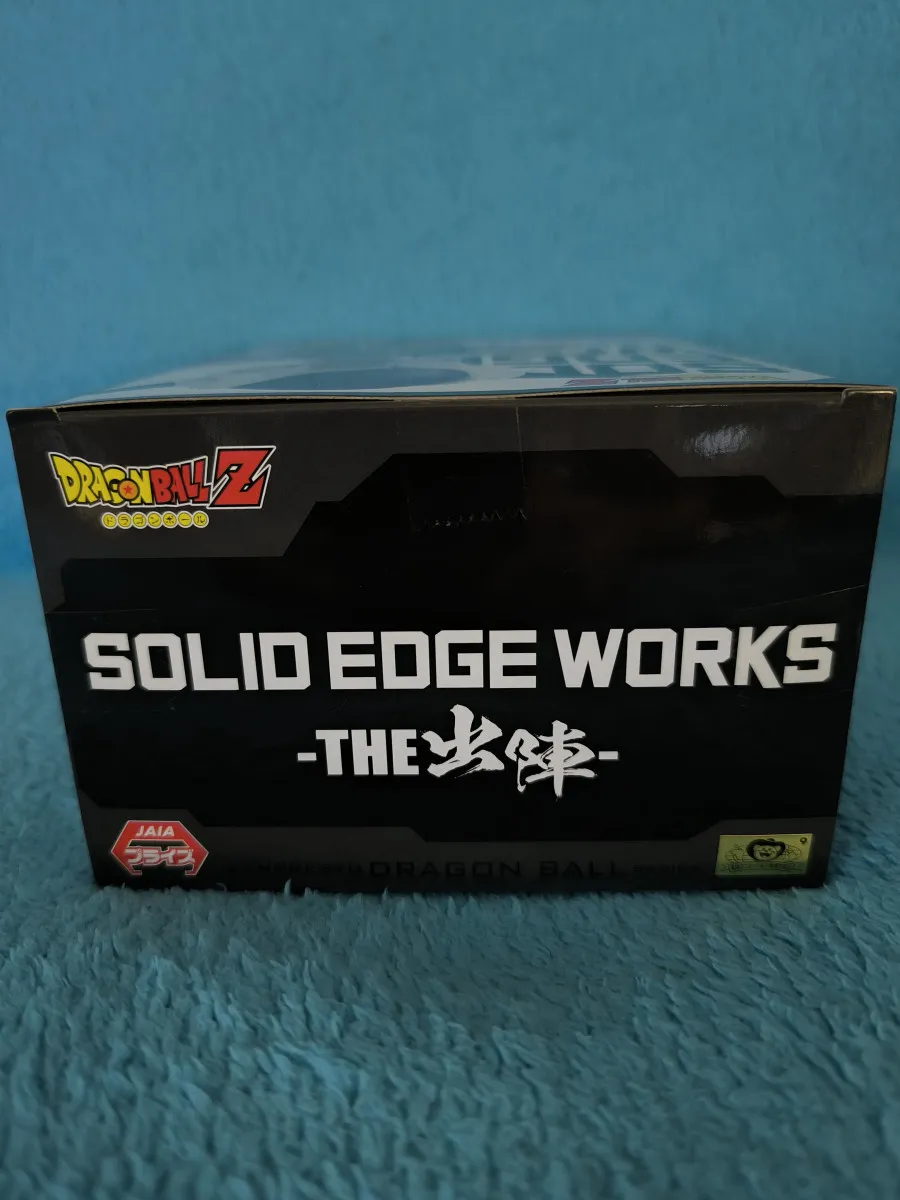 DRAGON BALL Z
ドラゴンボール
SOLID EDGE WORKS
-THE出陣-
JAIA
プライズ
DRAGON BALL